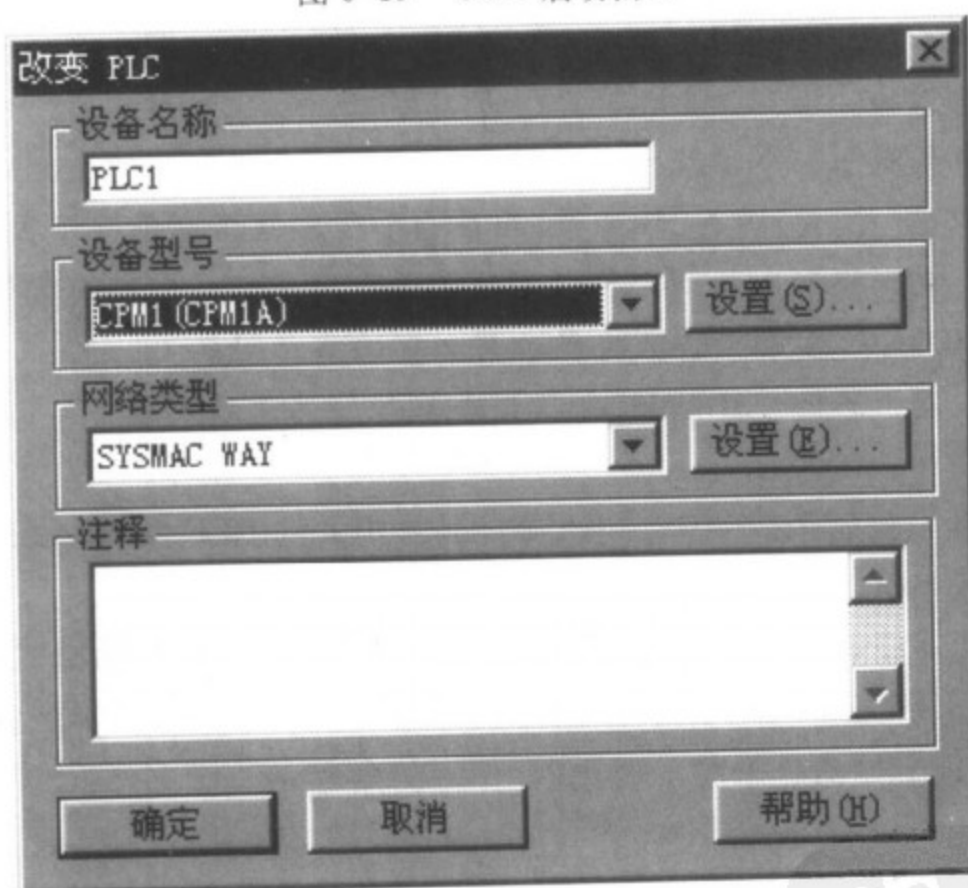 改变 PLC
设备名称
PLC1
设备型号
CPM1(CPM1A)
设置(S)...
网络类型
SYSMAC WAY
设置(E)...
注释
确定
取消
帮助(H)